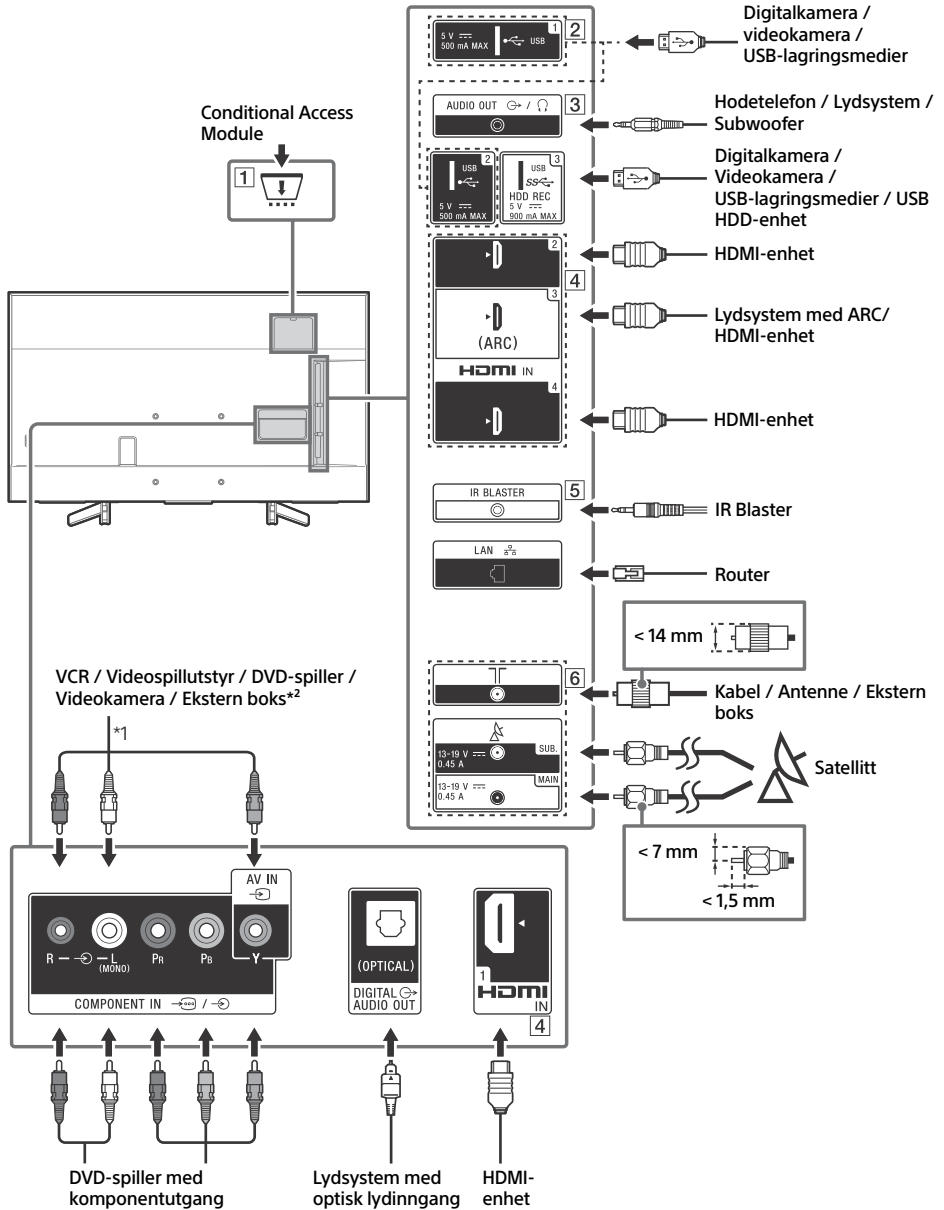 Digitalkamera /
videokamera /
USB-lagringsmedier
1
5 V
500 mA MAX
USB
2
AUDIO OUT /
3
Hodetelefon / Lydsystem /
Subwoofer
Conditional Access
Module
1
2
USB
5 V
500 mA MAX
3
USB
SS
HDD REC
5 V
900 mA MAX
Digitalkamera /
Videokamera /
USB-lagringsmedier / USB
HDD-enhet
2
HDMI-enhet
4
3
(ARC)
Lydsystem med ARC/
HDMI-enhet
HDMI IN
4
HDMI-enhet
IR BLASTER
5
IR Blaster
LAN
Router
< 14 mm
6
Kabel / Antenne / Ekstern
boks
13-19 V
0.45 A
SUB.
13-19 V
0.45 A
MAIN
Satellitt
< 7 mm
< 1,5 mm
VCR / Videospillutstyr / DVD-spiller /
Videokamera / Ekstern boks*2
*1
AV IN
R
L
(MONO)
PR
PB
Y
COMPONENT IN /
(OPTICAL)
DIGITAL
AUDIO OUT
1
HDMI
IN
4
DVD-spiller med
komponentutgang
Lydsystem med
optisk lydinngang
HDMI-
enhet